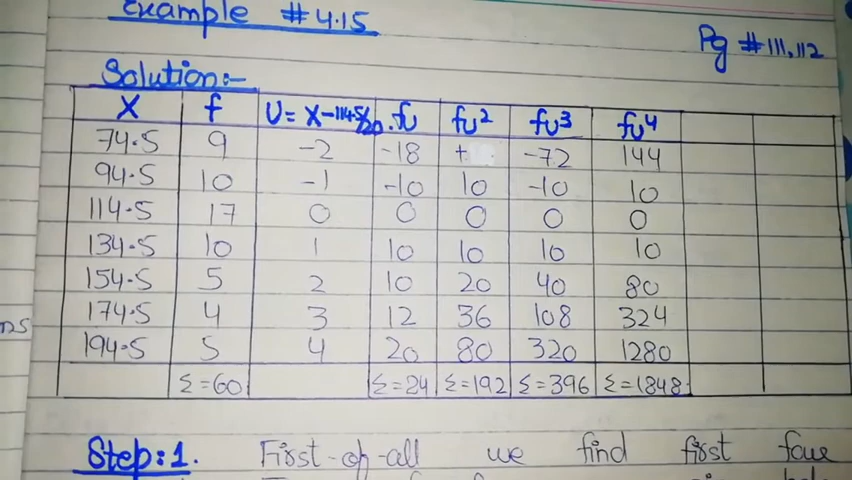 Example #4.15
Pg #111,112
Solution:-
X f U= X-114.5/20 fu fu² fu³ fu⁴
74.5 9 -2 -18 + -72 144
94.5 10 -1 -10 10 -10 10
114.5 17 0 0 0 0 0
134.5 10 1 10 10 10 10
154.5 5 2 10 20 40 80
174.5 4 3 12 36 108 324
194.5 5 4 20 80 320 1280
Σ=60 Σ=24 Σ=192 Σ=396 Σ=1848
Step:1. First-of-all we find first four